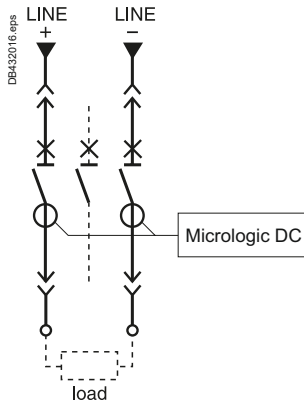 LINE LINE
+ −
DB432016.eps
Micrologic DC
load